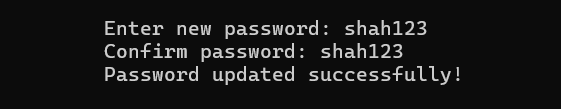 Enter new password: shah123
Confirm password: shah123
Password updated successfully!